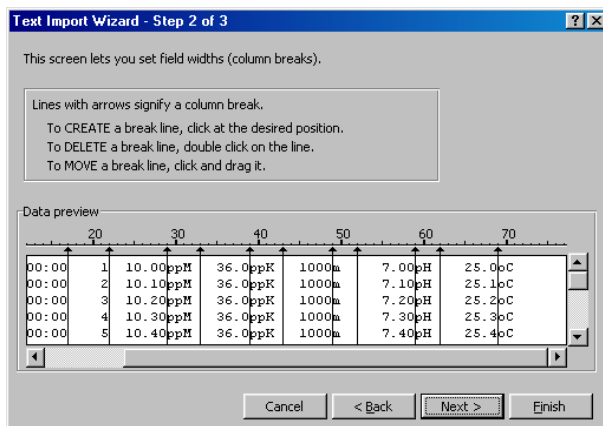 Text Import Wizard - Step 2 of 3
This screen lets you set field widths (column breaks).
Lines with arrows signify a column break.
To CREATE a break line, click at the desired position.
To DELETE a break line, double click on the line.
To MOVE a break line, click and drag it.
Data preview
20 30 40 50 60 70
00:00 1 10.00ppM 36.0ppK 1000m 7.00pH 25.0oC
00:00 2 10.10ppM 36.0ppK 1000m 7.10pH 25.1oC
00:00 3 10.20ppM 36.0ppK 1000m 7.20pH 25.2oC
00:00 4 10.30ppM 36.0ppK 1000m 7.30pH 25.3oC
00:00 5 10.40ppM 36.0ppK 1000m 7.40pH 25.4oC
Cancel < Back Next > Finish